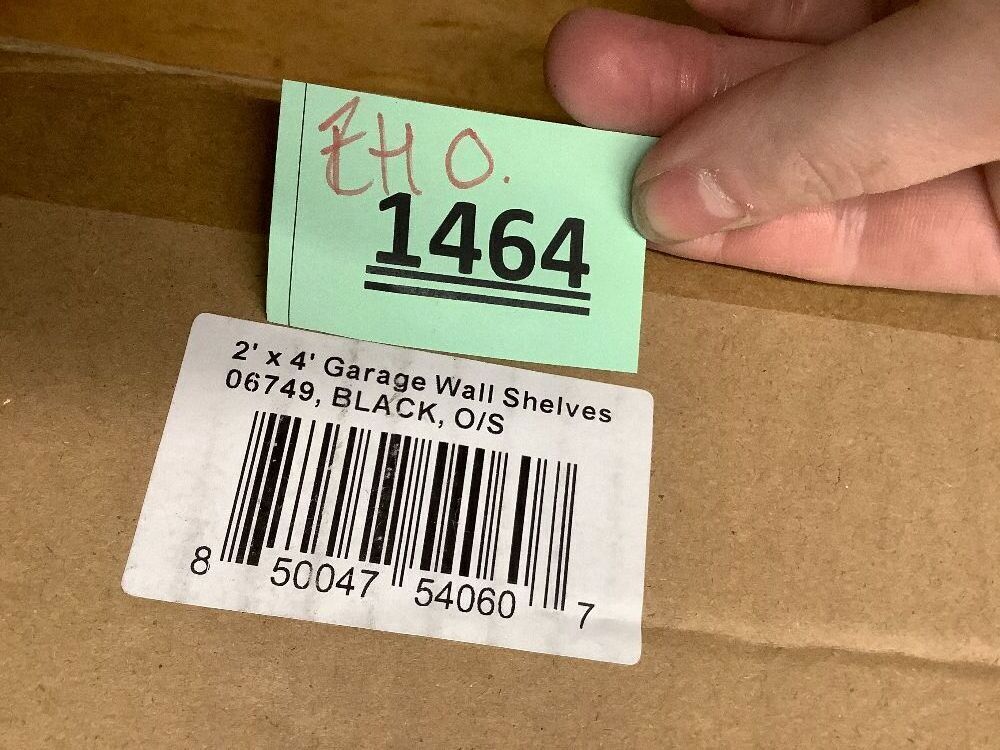 EHO.
1464
2' x 4' Garage Wall Shelves
06749, BLACK, O/S
8 50047 54060 7